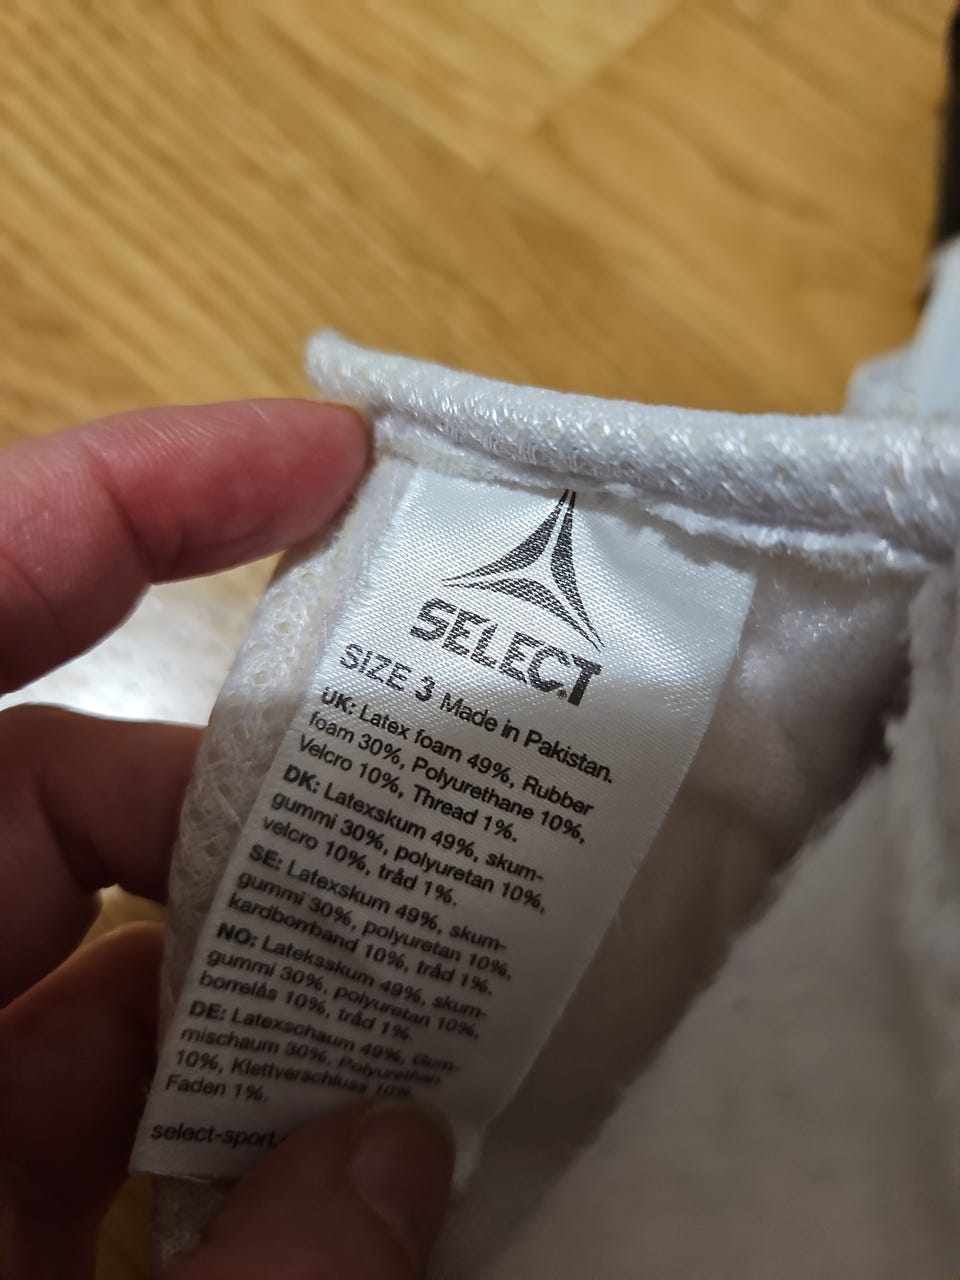 SELECT
SIZE 3 Made in Pakistan.
UK: Latex foam 49%, Rubber
foam 30%, Polyurethane 10%,
Velcro 10%, Thread 1%.
DK: Latexskum 49%, skum-
gummi 30%, polyuretan 10%,
velcro 10%, tråd 1%.
SE: Latexskum 49%, skum-
gummi 30%, polyuretan 10%,
kardborrband 10%, tråd 1%.
NO: Lateksskum 49%, skum-
gummi 30%, polyuretan 10%,
borrelås 10%, tråd 1%.
DE: Latexschaum 49%, Gum-
mischaum 30%, Polyurethan
10%, Klettverschluss 10%,
Faden 1%.
select-sport